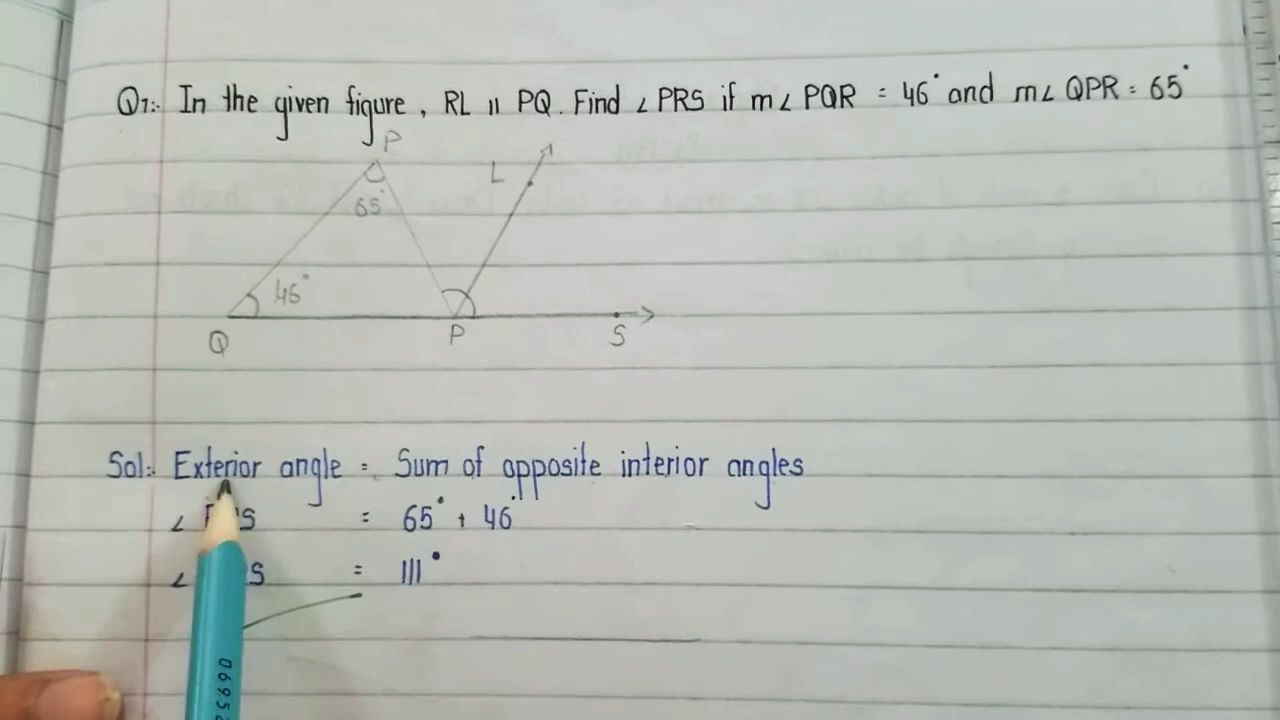 Q1:- In the given figure, RL || PQ. Find ∠PRS if m∠PQR = 46° and m∠QPR = 65°
P
L
65°
46°
Q
P
S
Sol:- Exterior angle = Sum of opposite interior angles
∠ S = 65° + 46°
∠ S = 111°
0695